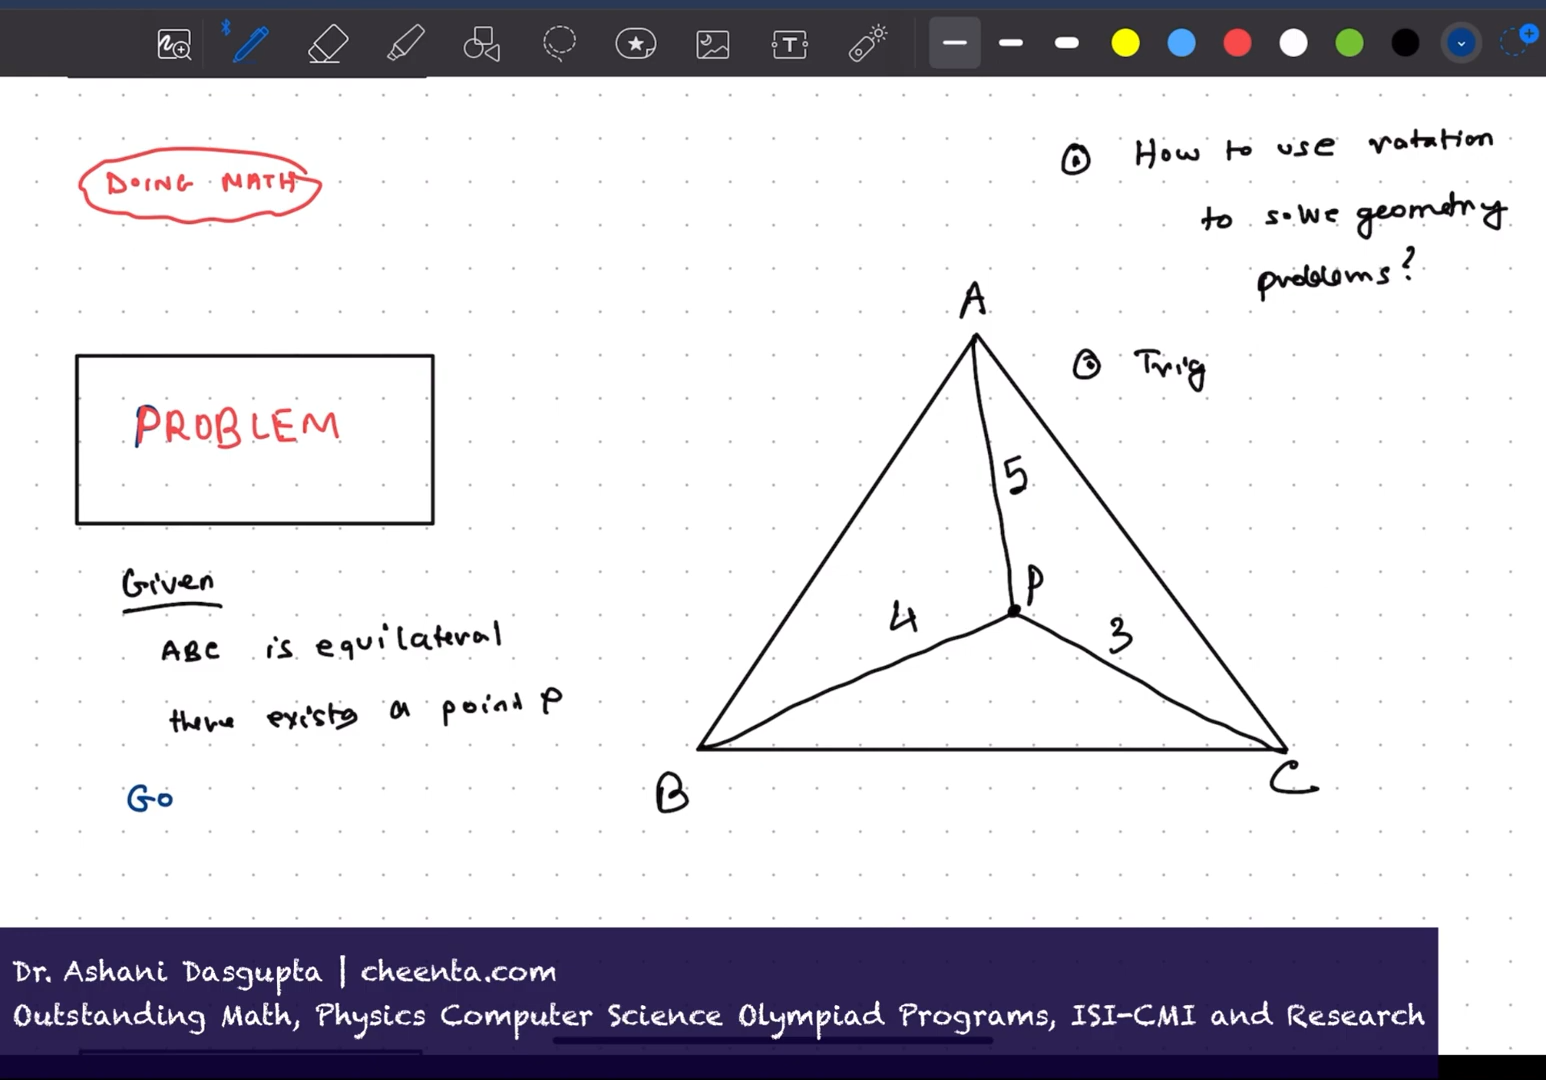 DOING MATH
How to use rotation
to solve geometry
problems?
A
Trig
PROBLEM
5
P
4
3
Given
ABC is equilateral
there exists a point P
Go
B
C
Dr. Ashani Dasgupta | cheenta.com
Outstanding Math, Physics Computer Science Olympiad Programs, ISI-CMI and Research